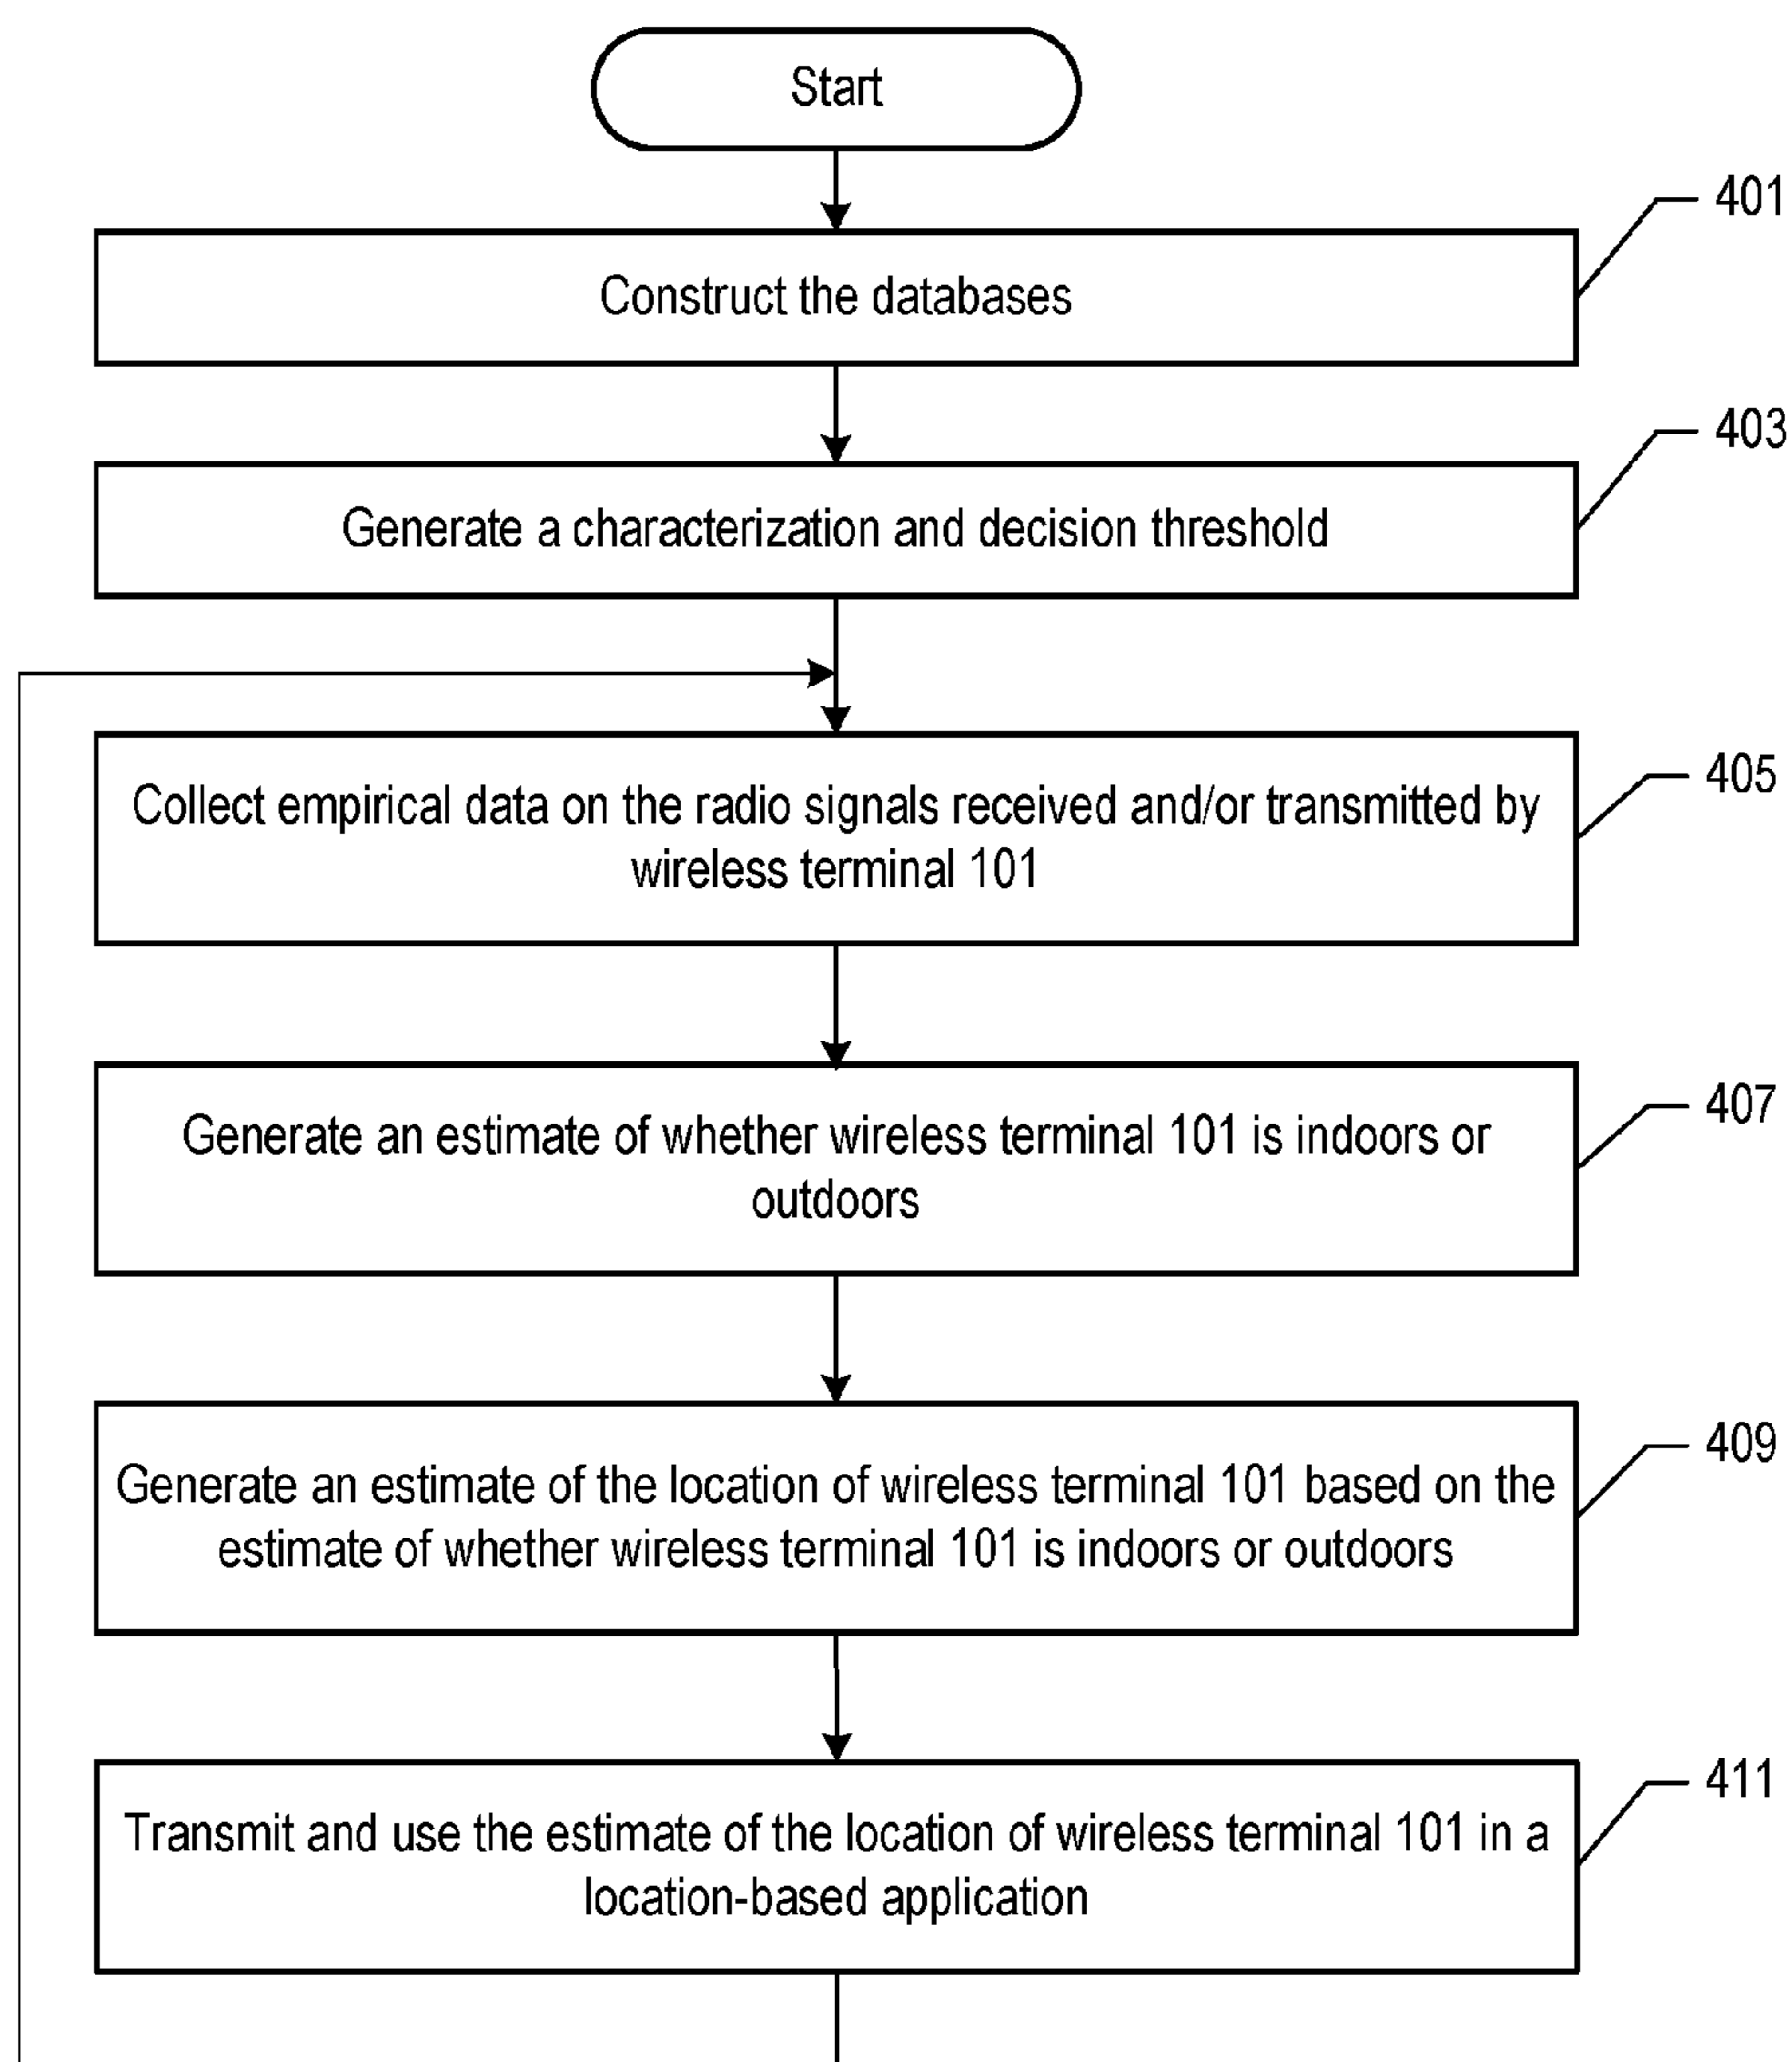 Start
401
Construct the databases
403
Generate a characterization and decision threshold
405
Collect empirical data on the radio signals received and/or transmitted by
wireless terminal 101
407
Generate an estimate of whether wireless terminal 101 is indoors or
outdoors
409
Generate an estimate of the location of wireless terminal 101 based on the
estimate of whether wireless terminal 101 is indoors or outdoors
411
Transmit and use the estimate of the location of wireless terminal 101 in a
location-based application